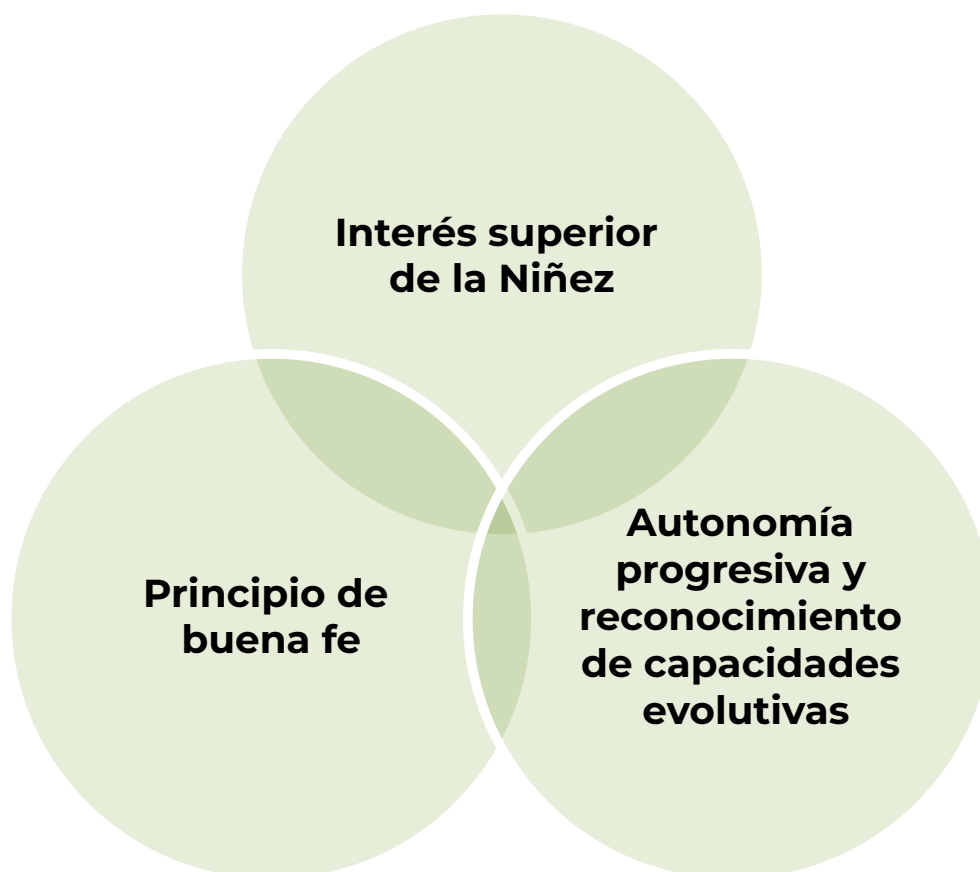 Interés superior
de la Niñez
Principio de
buena fe
Autonomía
progresiva y
reconocimiento
de capacidades
evolutivas